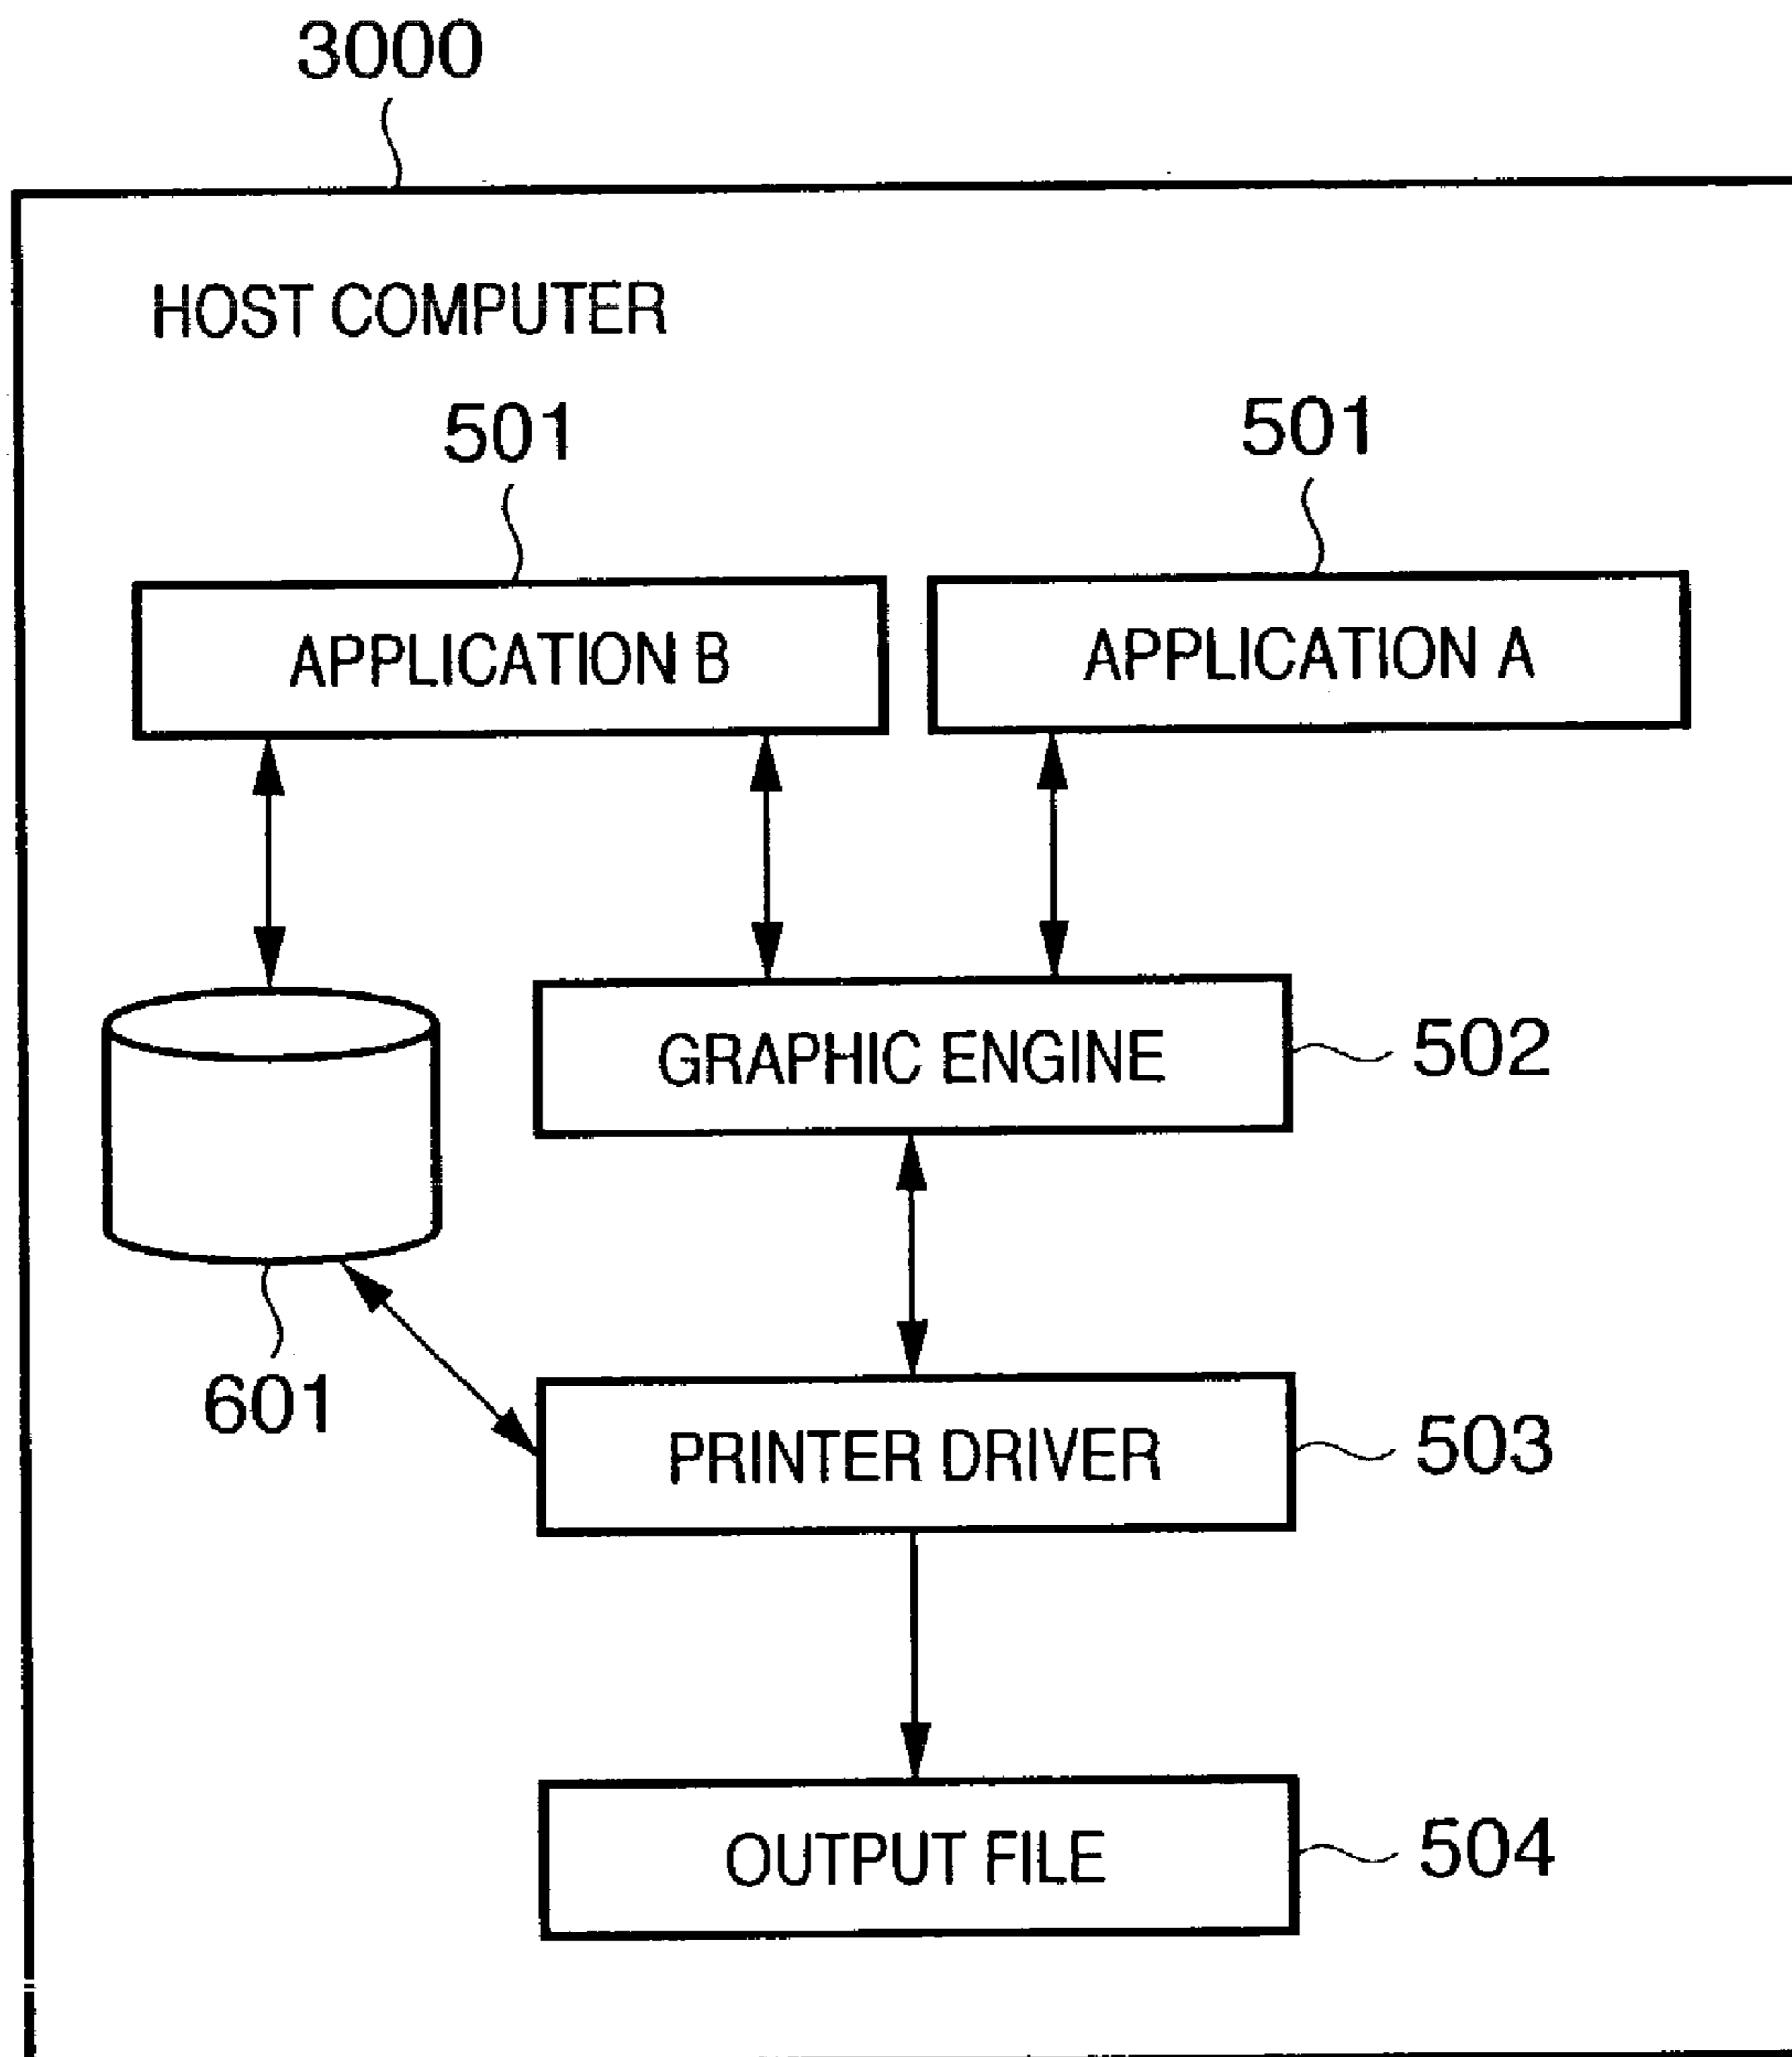 3000
HOST COMPUTER
501 501
APPLICATION B APPLICATION A
GRAPHIC ENGINE 502
601
PRINTER DRIVER 503
OUTPUT FILE 504